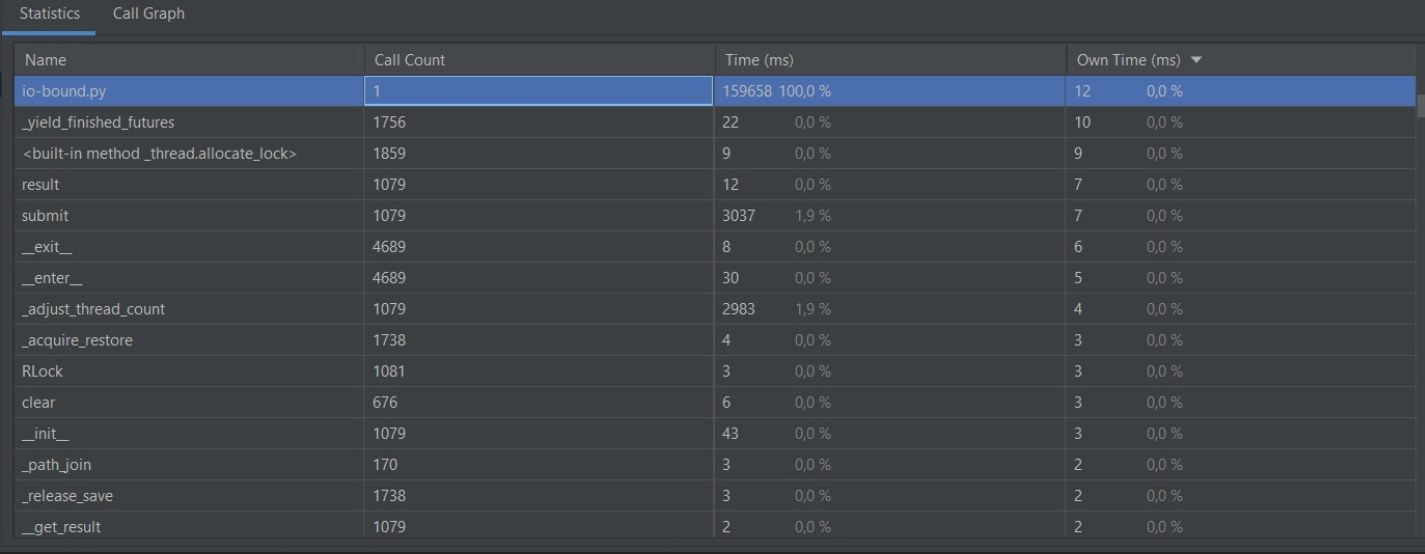 Statistics Call Graph
Name Call Count Time (ms) Own Time (ms)
io-bound.py 1 159658 100,0 % 12 0,0 %
_yield_finished_futures 1756 22 0,0 % 10 0,0 %
<built-in method _thread.allocate_lock> 1859 9 0,0 % 9 0,0 %
result 1079 12 0,0 % 7 0,0 %
submit 1079 3037 1,9 % 7 0,0 %
__exit__ 4689 8 0,0 % 6 0,0 %
__enter__ 4689 30 0,0 % 5 0,0 %
_adjust_thread_count 1079 2983 1,9 % 4 0,0 %
_acquire_restore 1738 4 0,0 % 3 0,0 %
RLock 1081 3 0,0 % 3 0,0 %
clear 676 6 0,0 % 3 0,0 %
__init__ 1079 43 0,0 % 3 0,0 %
_path_join 170 3 0,0 % 2 0,0 %
_release_save 1738 3 0,0 % 2 0,0 %
__get_result 1079 2 0,0 % 2 0,0 %